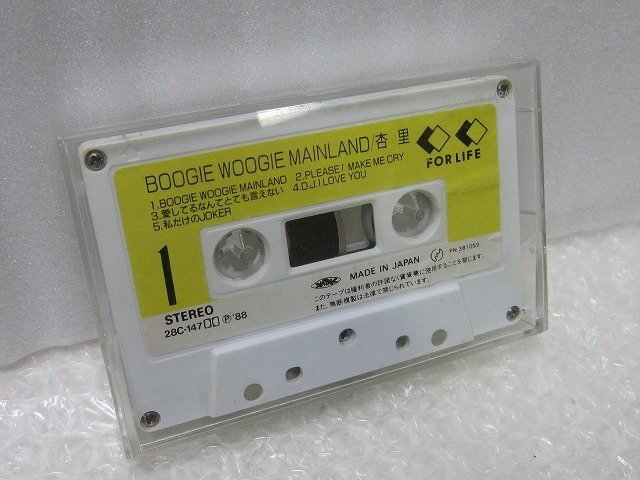 BOOGIE WOOGIE MAINLAND/杏 里
FOR LIFE
1.BOOGIE WOOGIE MAINLAND 2.PLEASE! MAKE ME CRY
3.愛してるなんてとても言えない 4.D.J.I LOVE YOU
5.私だけのJOKER
1
STEREO
28C-147 Ⓟ'88
MADE IN JAPAN
PN 381059
このテープは権利者の許諾なく賃貸業に使用することを禁じます。
また、無断複製は法律で禁じられています。